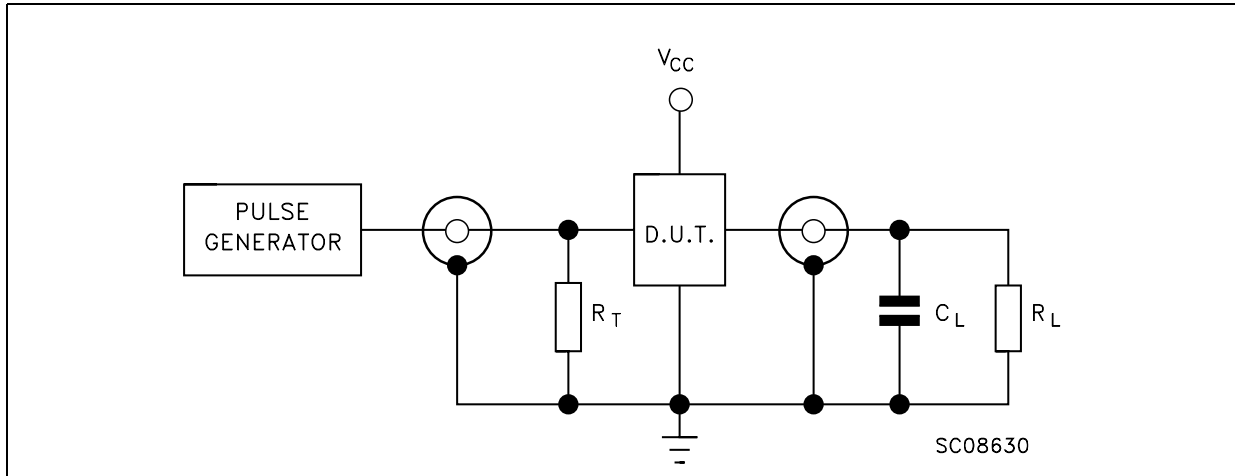 VCC
PULSE
GENERATOR
D.U.T.
RT
CL
RL
SC08630